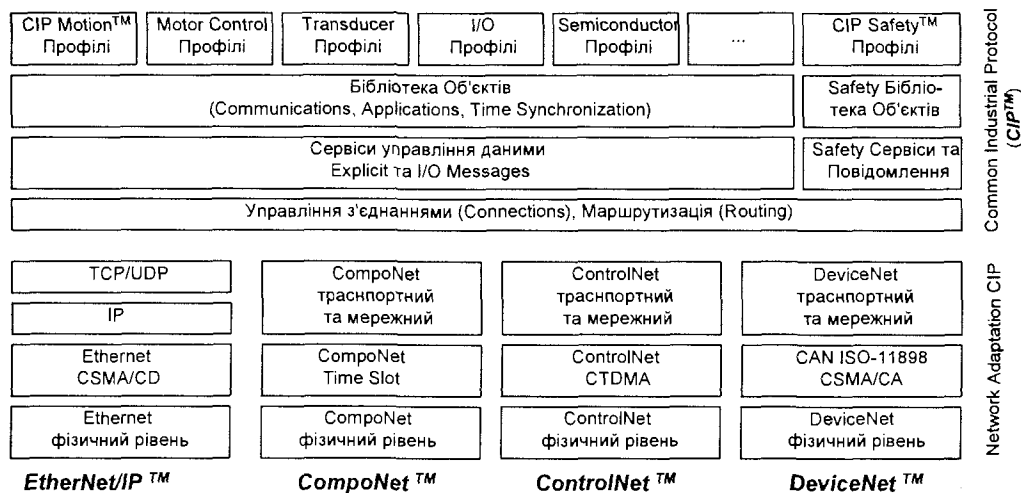 CIP Motion™ Профілі
Motor Control Профілі
Transducer Профілі
I/O Профілі
Semiconductor Профілі
...
CIP Safety™ Профілі
Бібліотека Об'єктів
(Communications, Applications, Time Synchronization)
Safety Бібліо-
тека Об'єктів
Сервіси управління даними
Explicit та I/O Messages
Safety Сервіси та
Повідомлення
Управління з'єднаннями (Connections), Маршрутизація (Routing)
Common Industrial Protocol
(CIP™)
TCP/UDP
IP
CompoNet
траснпортний
та мережний
ControlNet
траснпортний
та мережний
DeviceNet
траснпортний
та мережний
Ethernet
CSMA/CD
CompoNet
Time Slot
ControlNet
CTDMA
CAN ISO-11898
CSMA/CA
Ethernet
фізичний рівень
CompoNet
фізичний рівень
ControlNet
фізичний рівень
DeviceNet
фізичний рівень
Network Adaptation CIP
EtherNet/IP ™
CompoNet ™
ControlNet ™
DeviceNet ™